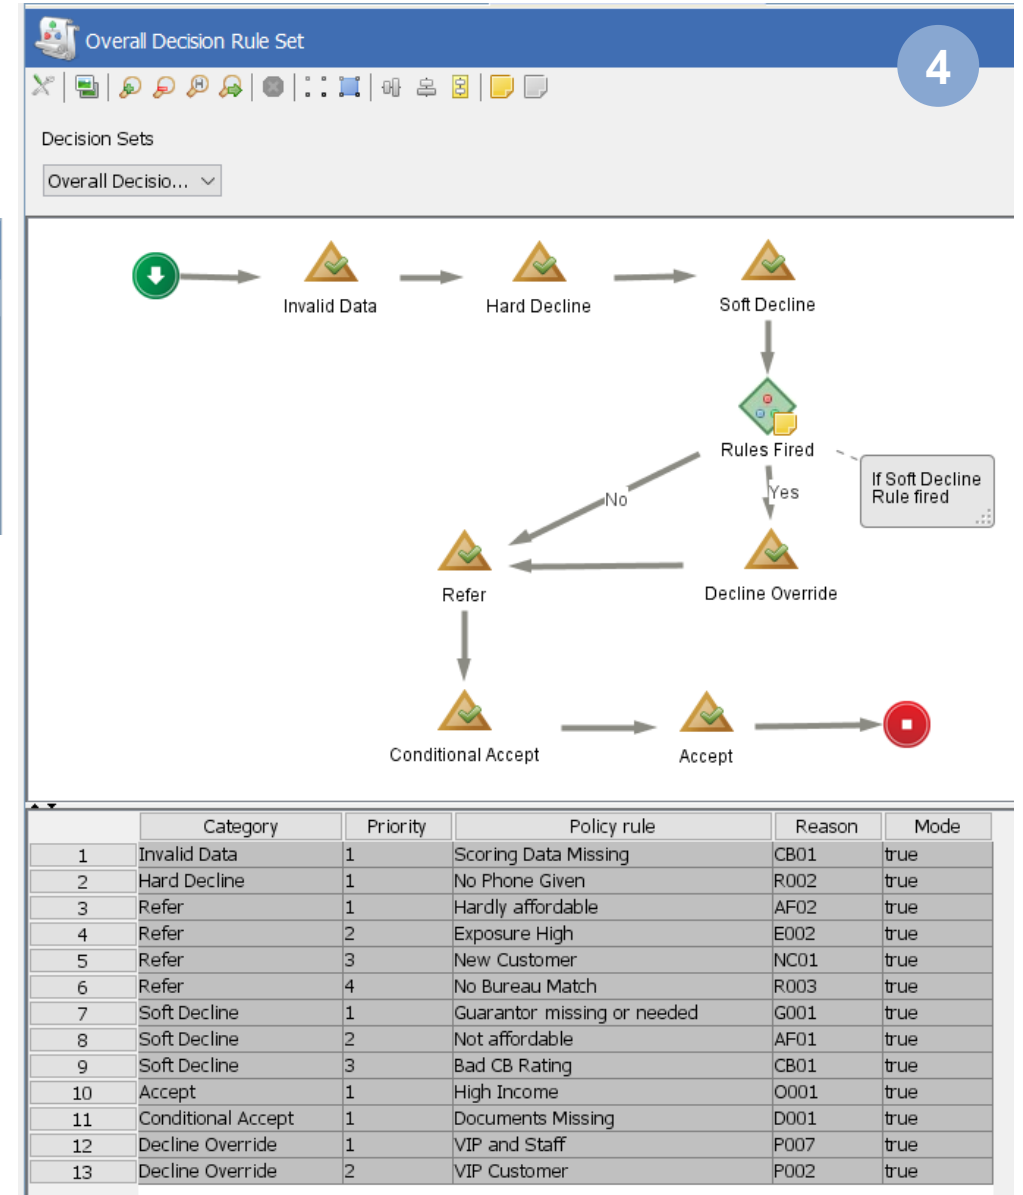 Overall Decision Rule Set
4
Decision Sets
Overall Decisio...
Invalid Data
Hard Decline
Soft Decline
Rules Fired
If Soft Decline
Rule fired
No
Yes
Refer
Decline Override
Conditional Accept
Accept
Category Priority Policy rule Reason Mode
1 Invalid Data 1 Scoring Data Missing CB01 true
2 Hard Decline 1 No Phone Given R002 true
3 Refer 1 Hardly affordable AF02 true
4 Refer 2 Exposure High E002 true
5 Refer 3 New Customer NC01 true
6 Refer 4 No Bureau Match R003 true
7 Soft Decline 1 Guarantor missing or needed G001 true
8 Soft Decline 2 Not affordable AF01 true
9 Soft Decline 3 Bad CB Rating CB01 true
10 Accept 1 High Income O001 true
11 Conditional Accept 1 Documents Missing D001 true
12 Decline Override 1 VIP and Staff P007 true
13 Decline Override 2 VIP Customer P002 true